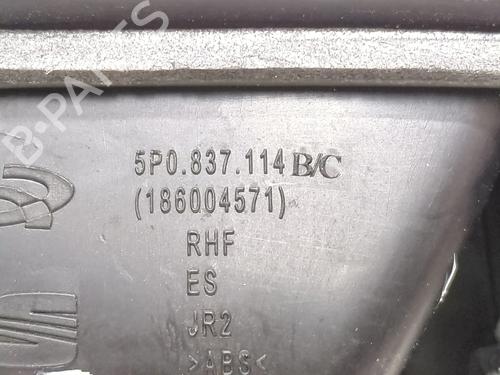 5P0.837.114 B/C
(186004571)
RHF
ES
JR2
>ABS<
B-PARTS